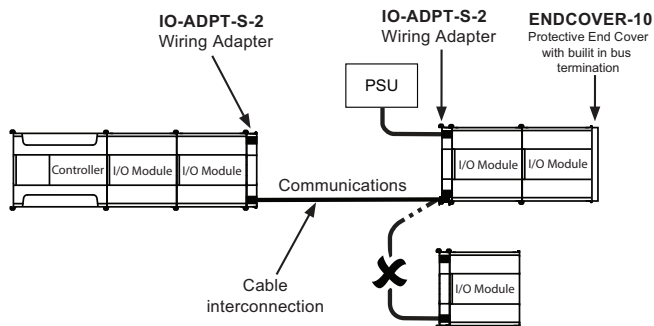 IO-ADPT-S-2
Wiring Adapter
IO-ADPT-S-2
Wiring Adapter
ENDCOVER-10
Protective End Cover
with builit in bus
termination
PSU
Controller
I/O Module
I/O Module
I/O Module
I/O Module
Communications
Cable
interconnection
I/O Module